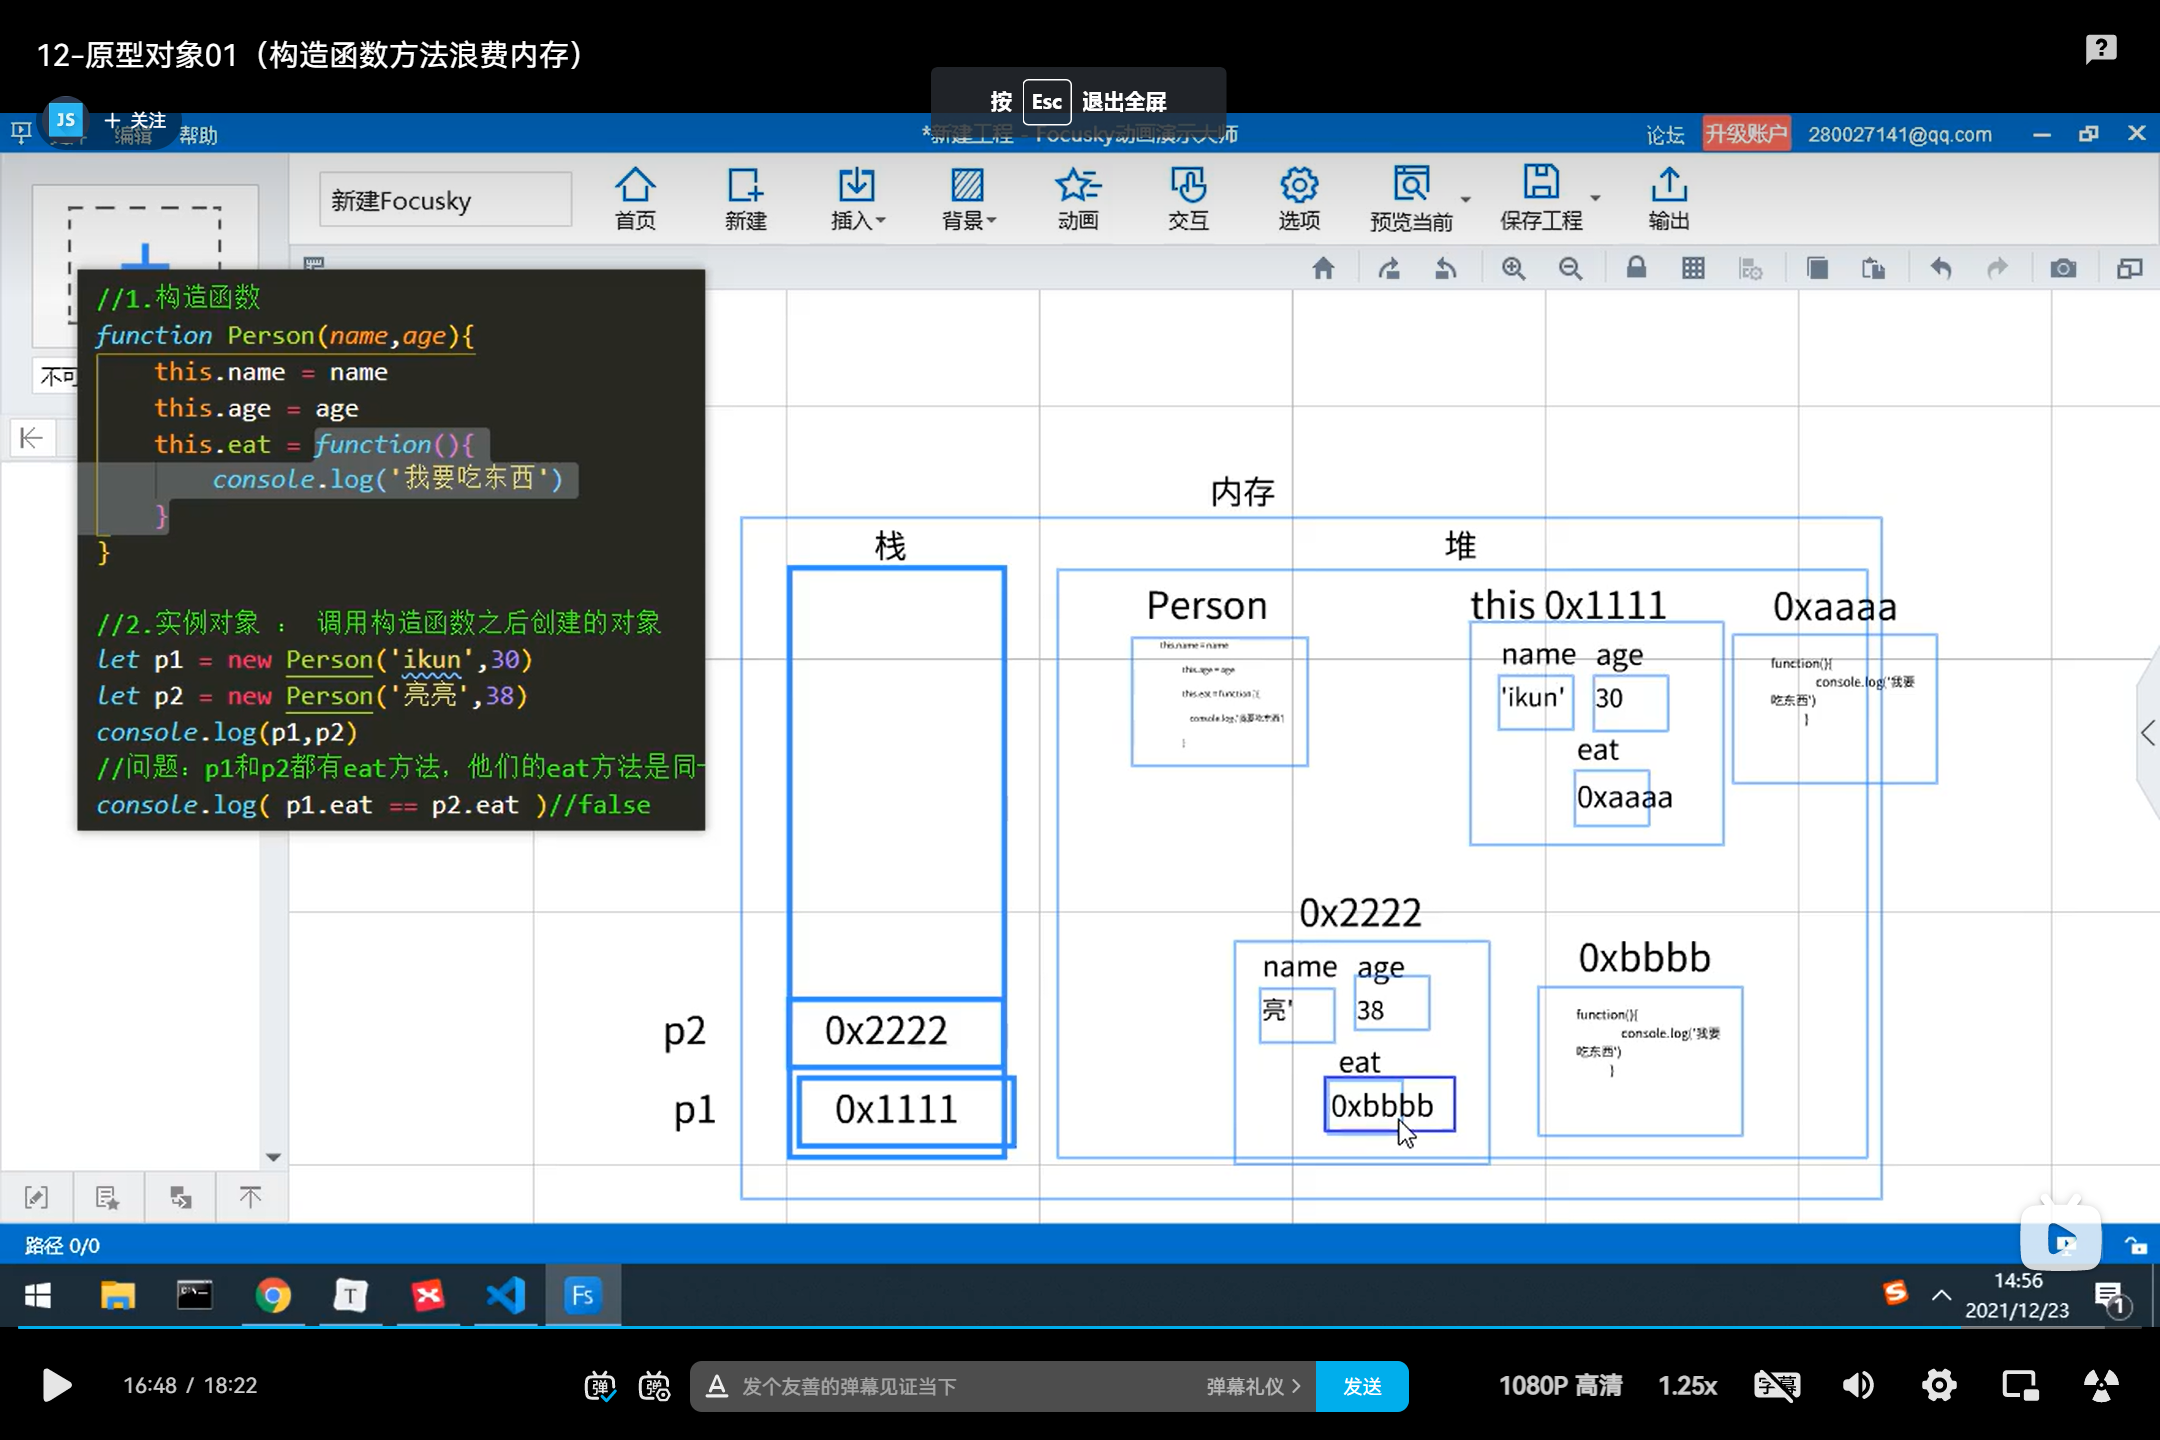 12-原型对象01（构造函数方法浪费内存）
按 Esc 退出全屏
JS + 关注
编辑 帮助
*新建工程 - Focusky动画演示大师
论坛 升级账户 280027141@qq.com
新建Focusky
首页 新建 插入 背景 动画 交互 选项 预览当前 保存工程 输出
不可
//1.构造函数
function Person(name,age){
this.name = name
this.age = age
this.eat = function(){
console.log('我要吃东西')
}
}
//2.实例对象 ： 调用构造函数之后创建的对象
let p1 = new Person('ikun',30)
let p2 = new Person('亮亮',38)
console.log(p1,p2)
//问题：p1和p2都有eat方法，他们的eat方法是同一
console.log( p1.eat == p2.eat )//false
内存
栈 堆
Person
this.name = name
this.age = age
this.eat = function(){
console.log('我要吃东西')
}
this 0x1111
name age
'ikun' 30
eat
0xaaaa
0xaaaa
function(){
console.log('我要
吃东西')
}
0x2222
name age
亮' 38
eat
0xbbbb
0xbbbb
function(){
console.log('我要
吃东西')
}
p2 0x2222
p1 0x1111
路径 0/0
T Fs
14:56
2021/12/23
1
16:48 / 18:22
弹 弹
A 发个友善的弹幕见证当下 弹幕礼仪 发送
1080P 高清 1.25x 字幕